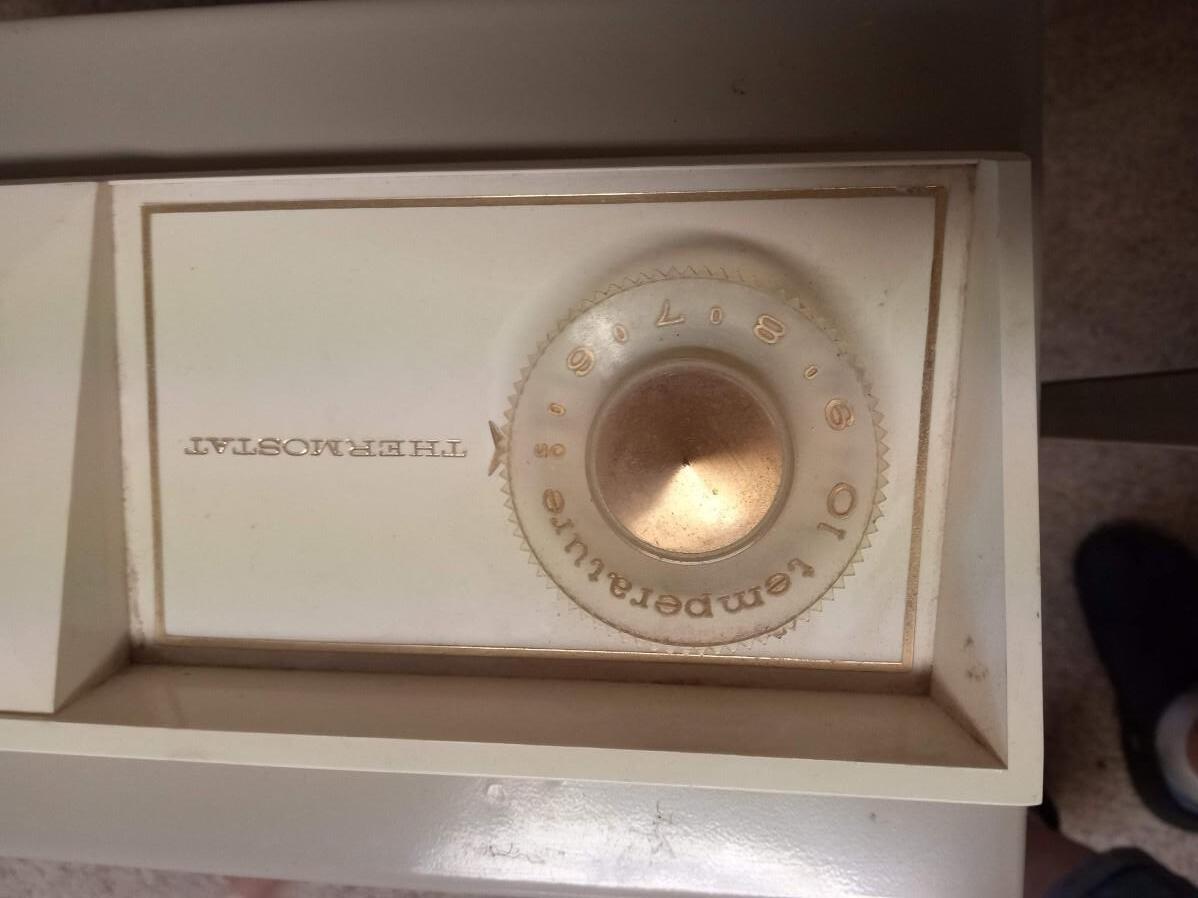 THERMOSTAT
5 6 7 8 9 10
temperature